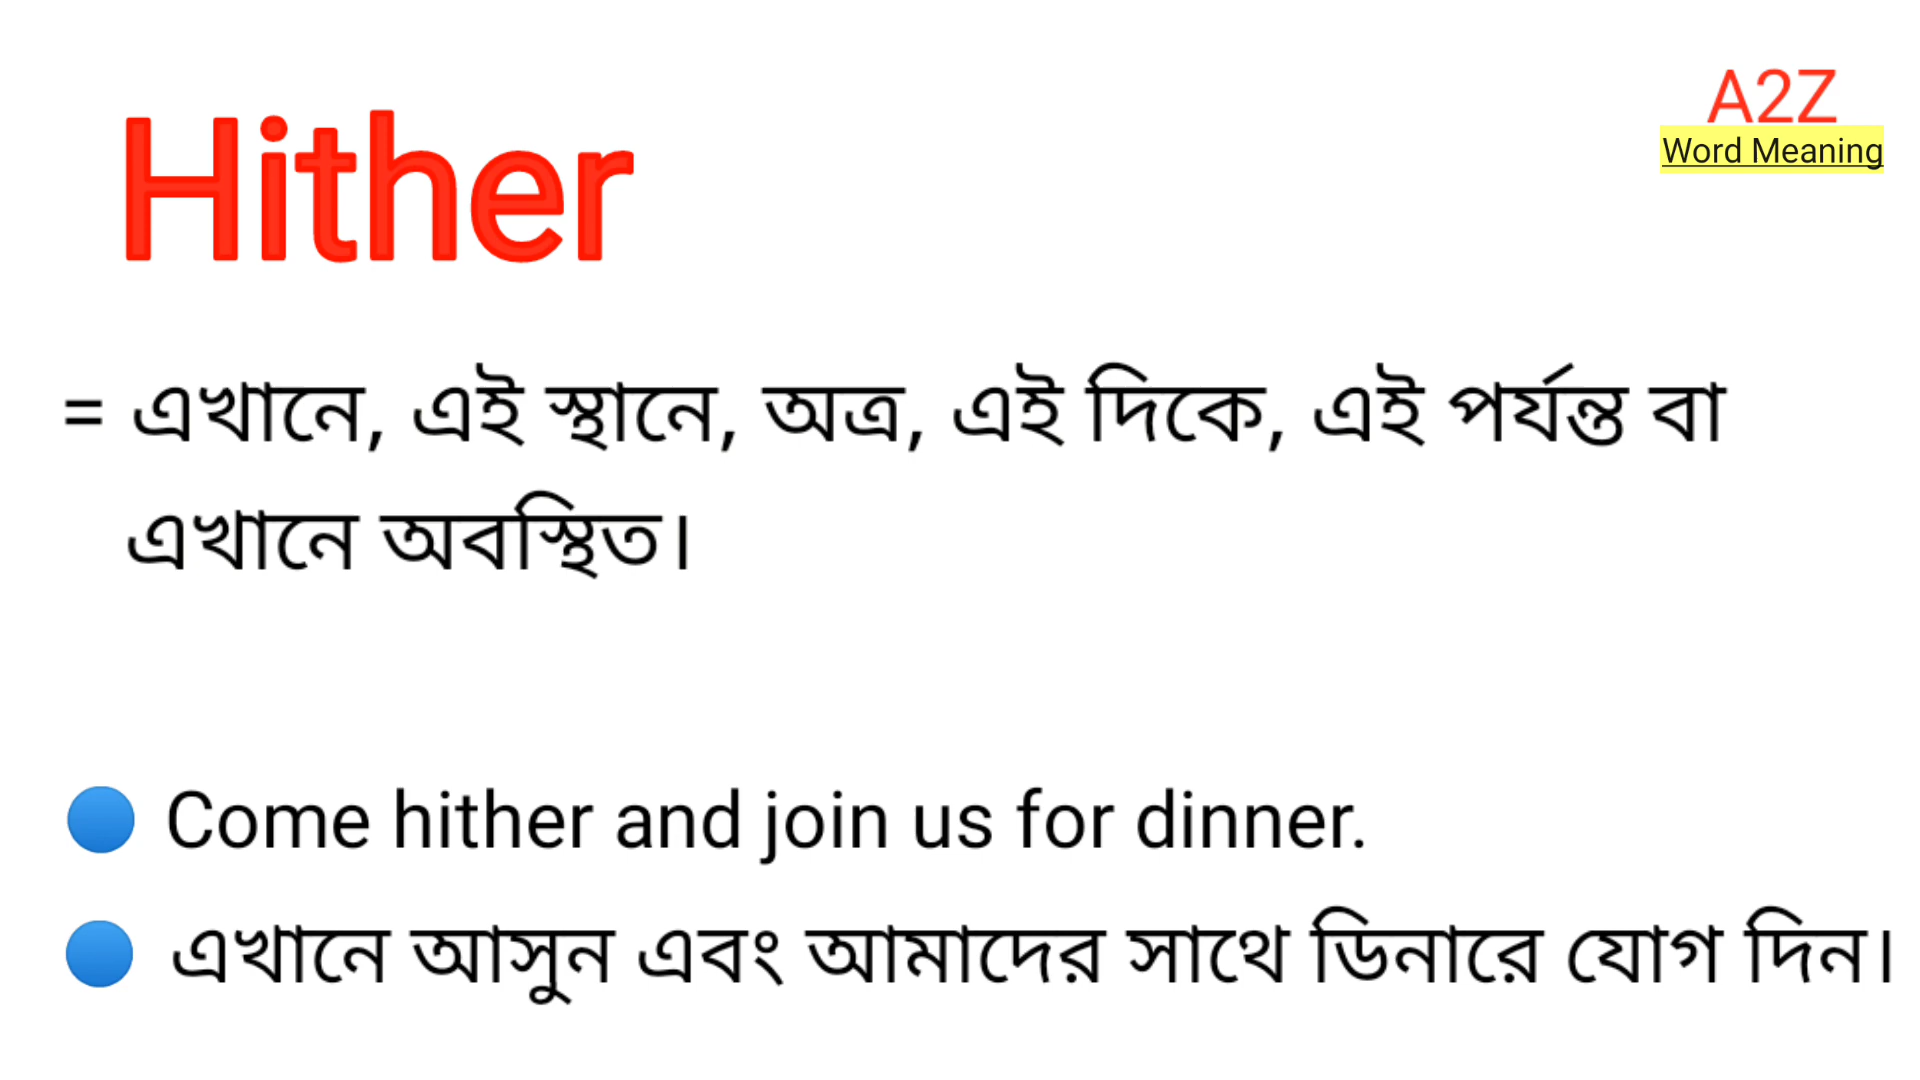 A2Z
Word Meaning
Hither
= এখানে, এই স্থানে, অত্র, এই দিকে, এই পর্যন্ত বা
এখানে অবস্থিত।
Come hither and join us for dinner.
এখানে আসুন এবং আমাদের সাথে ডিনারে যোগ দিন।